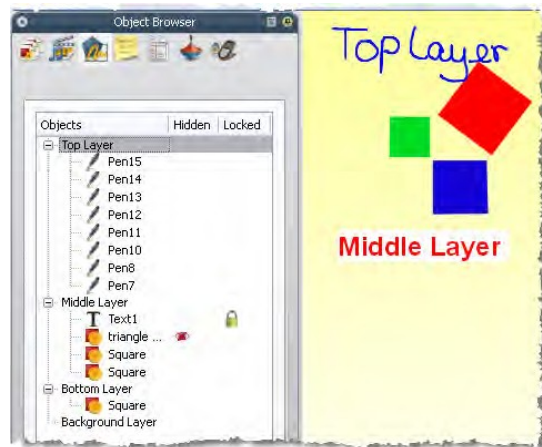 Object Browser
Objects Hidden Locked
Top Layer
Pen15
Pen14
Pen13
Pen12
Pen11
Pen10
Pen8
Pen7
Middle Layer
Text1
triangle ...
Square
Square
Bottom Layer
Square
Background Layer
Top Layer
Middle Layer